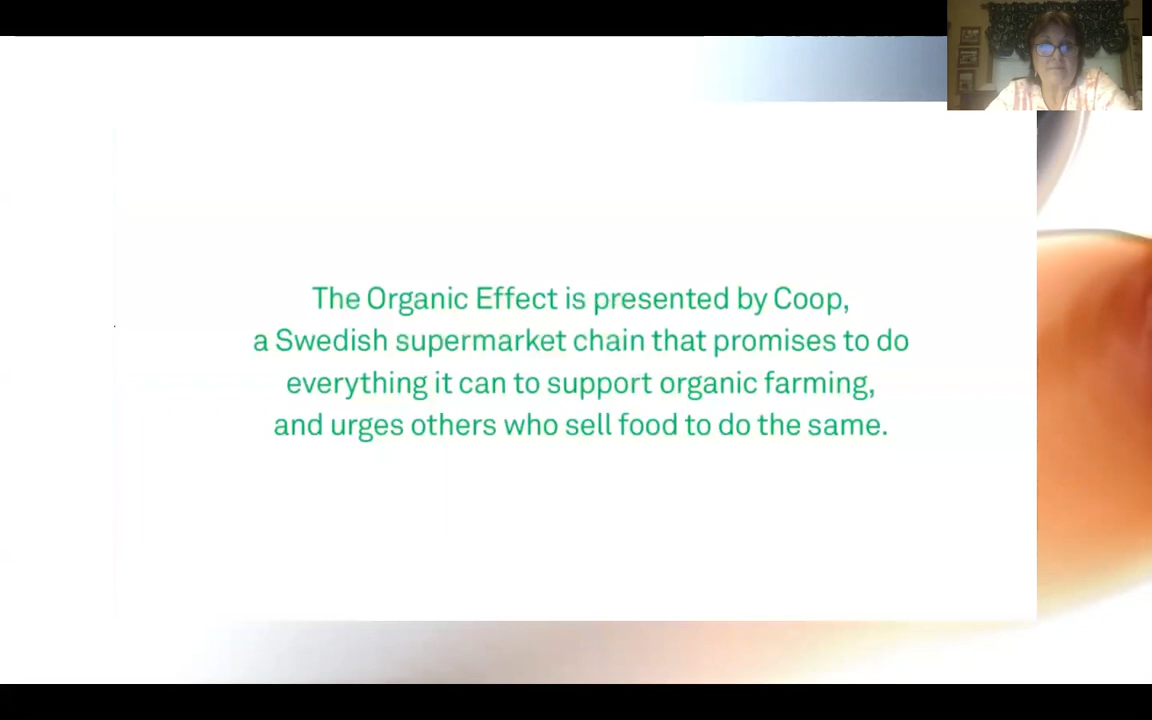 The Organic Effect is presented by Coop,
a Swedish supermarket chain that promises to do
everything it can to support organic farming,
and urges others who sell food to do the same.